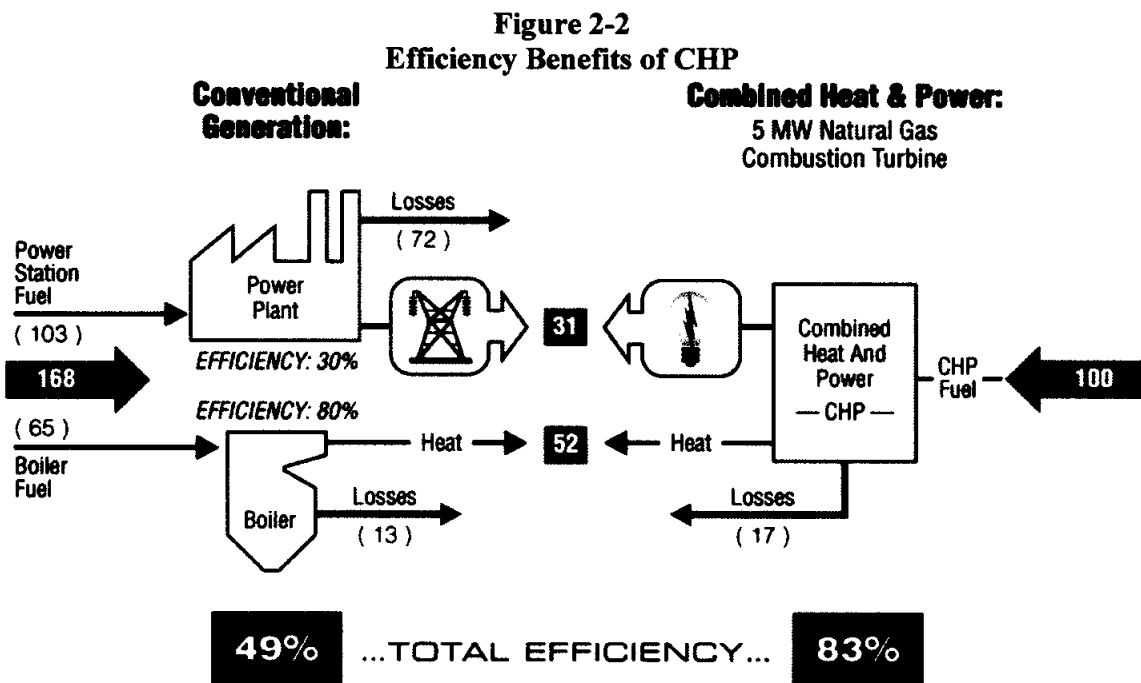 Figure 2-2
Efficiency Benefits of CHP
Conventional
Generation:
Combined Heat & Power:
5 MW Natural Gas
Combustion Turbine
Losses
( 72 )
Power
Station
Fuel
( 103 )
Power
Plant
EFFICIENCY: 30%
31
Combined
Heat And
Power
— CHP —
CHP
Fuel
100
168
EFFICIENCY: 80%
( 65 )
Boiler
Fuel
Heat
52
Heat
Boiler
Losses
( 13 )
Losses
( 17 )
49% ...TOTAL EFFICIENCY... 83%